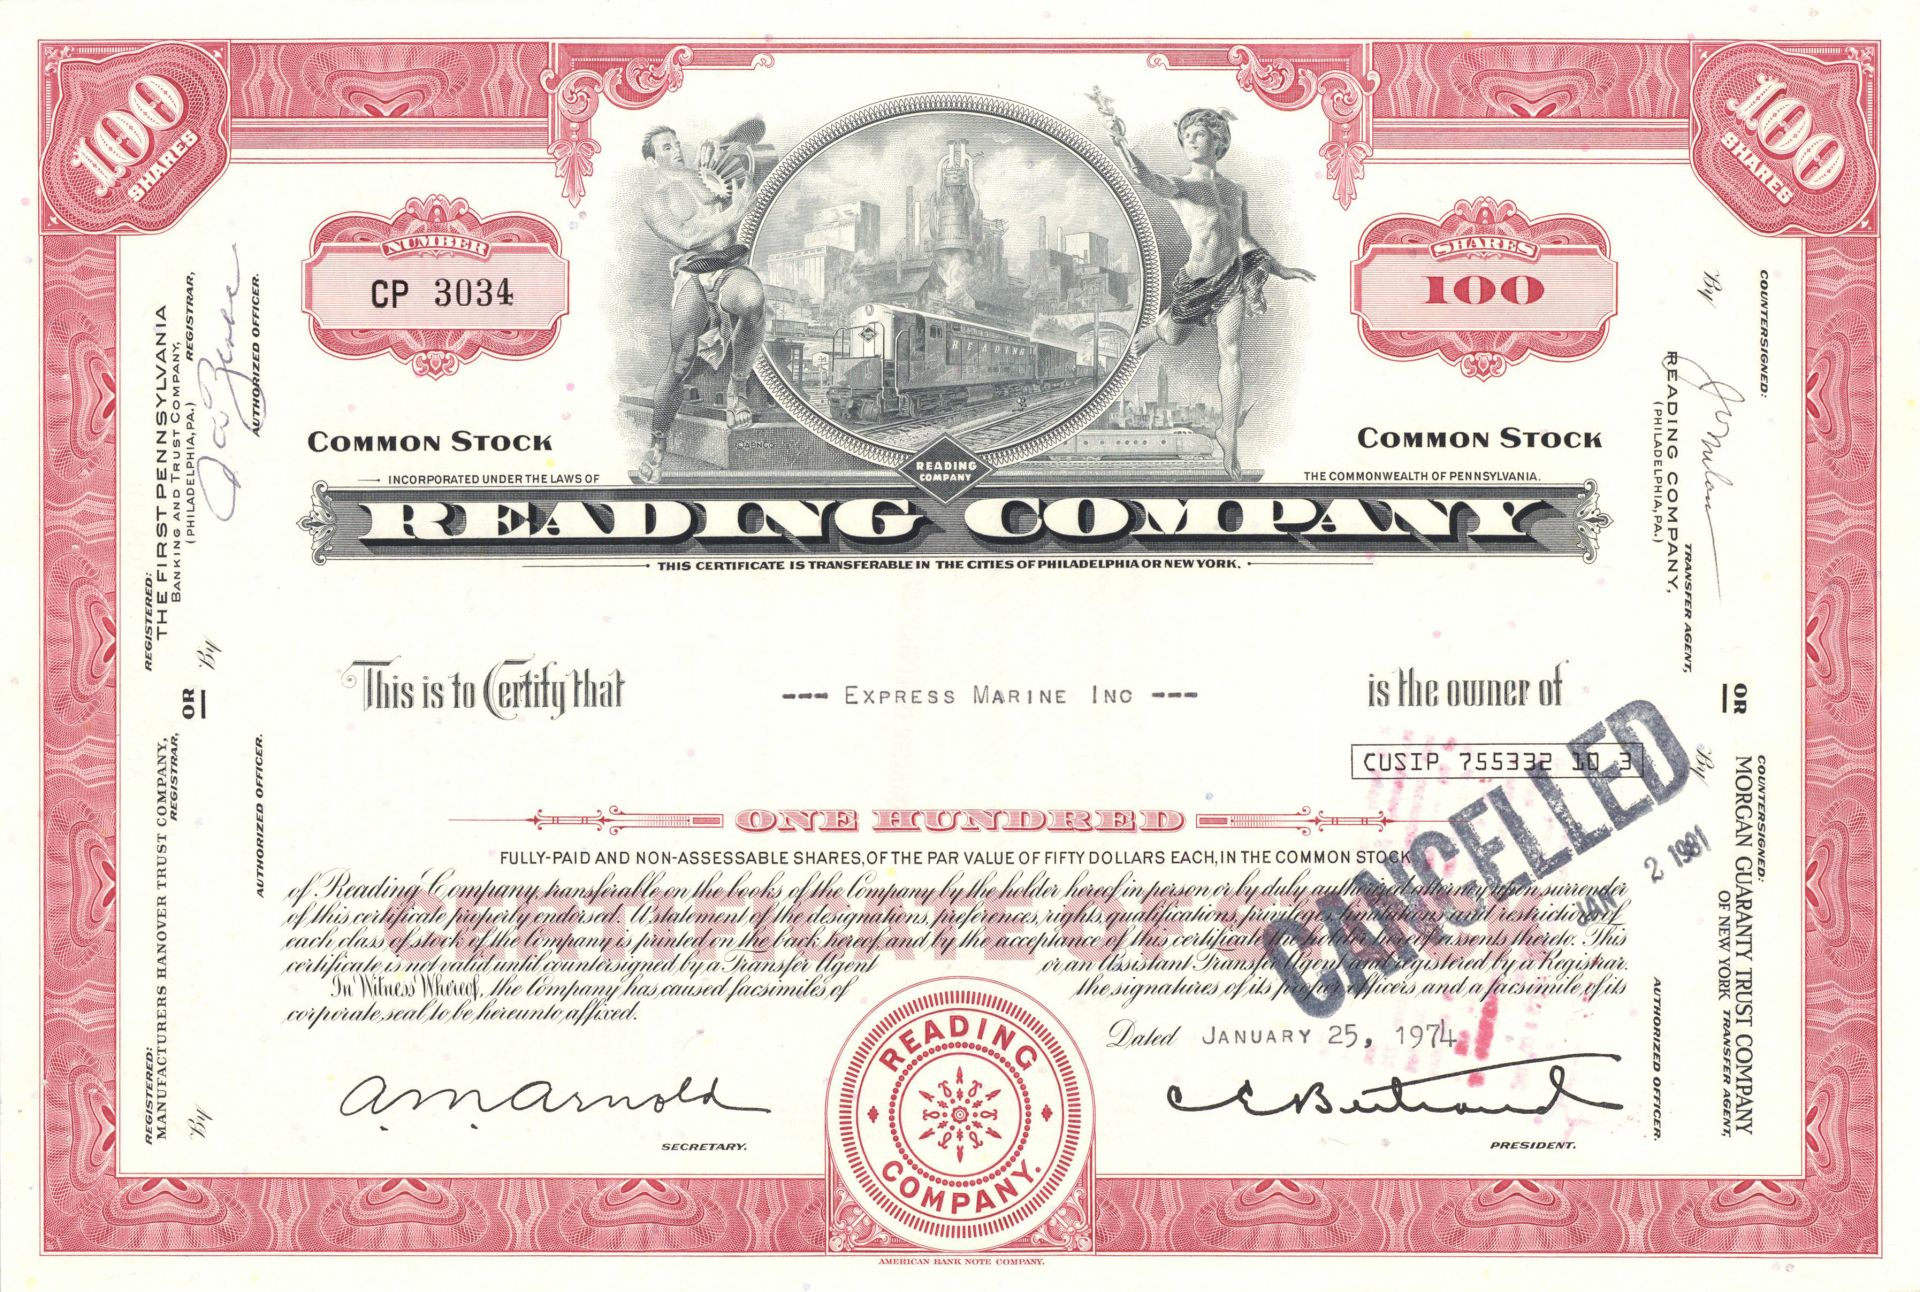 100
SHARES
100
SHARES
NUMBER
CP 3034
SHARES
100
READING
COMMON STOCK
COMMON STOCK
READING
COMPANY
INCORPORATED UNDER THE LAWS OF
THE COMMONWEALTH OF PENNSYLVANIA.
READING COMPANY
THIS CERTIFICATE IS TRANSFERABLE IN THE CITIES OF PHILADELPHIA OR NEW YORK.
This is to Certify that
--- EXPRESS MARINE INC ---
is the owner of
CUSIP 755332 10 3
ONE HUNDRED
FULLY-PAID AND NON-ASSESSABLE SHARES, OF THE PAR VALUE OF FIFTY DOLLARS EACH, IN THE COMMON STOCK
of Reading Company, transferable on the books of the Company by the holder hereof in person or by duly authorized attorney upon surrender
of this certificate properly endorsed. A statement of the designations, preferences, rights, qualifications, privileges, limitations and restrictions of
each class of stock of the Company is printed on the back hereof, and by the acceptance of this certificate the holder hereof assents thereto. This
certificate is not valid until countersigned by a Transfer Agent or an Assistant Transfer Agent and registered by a Registrar.
In Witness Whereof, the Company has caused facsimiles of the signatures of its proper officers and a facsimile of its
corporate seal to be hereunto affixed.
CERTIFICATE OF STOCK
CANCELLED
JAN 2 1981
Dated JANUARY 25, 1974
A M Arnold
SECRETARY.
C E Bertrand
PRESIDENT.
READING
COMPANY.
AMERICAN BANK NOTE COMPANY.
REGISTERED:
THE FIRST PENNSYLVANIA
BANKING AND TRUST COMPANY,
(PHILADELPHIA, PA.) REGISTRAR,
By
AUTHORIZED OFFICER.
OR
REGISTERED:
MANUFACTURERS HANOVER TRUST COMPANY,
REGISTRAR,
By
AUTHORIZED OFFICER.
COUNTERSIGNED:
READING COMPANY,
(PHILADELPHIA, PA.)
TRANSFER AGENT,
By
OR
COUNTERSIGNED:
MORGAN GUARANTY TRUST COMPANY
OF NEW YORK TRANSFER AGENT,
By
AUTHORIZED OFFICER.